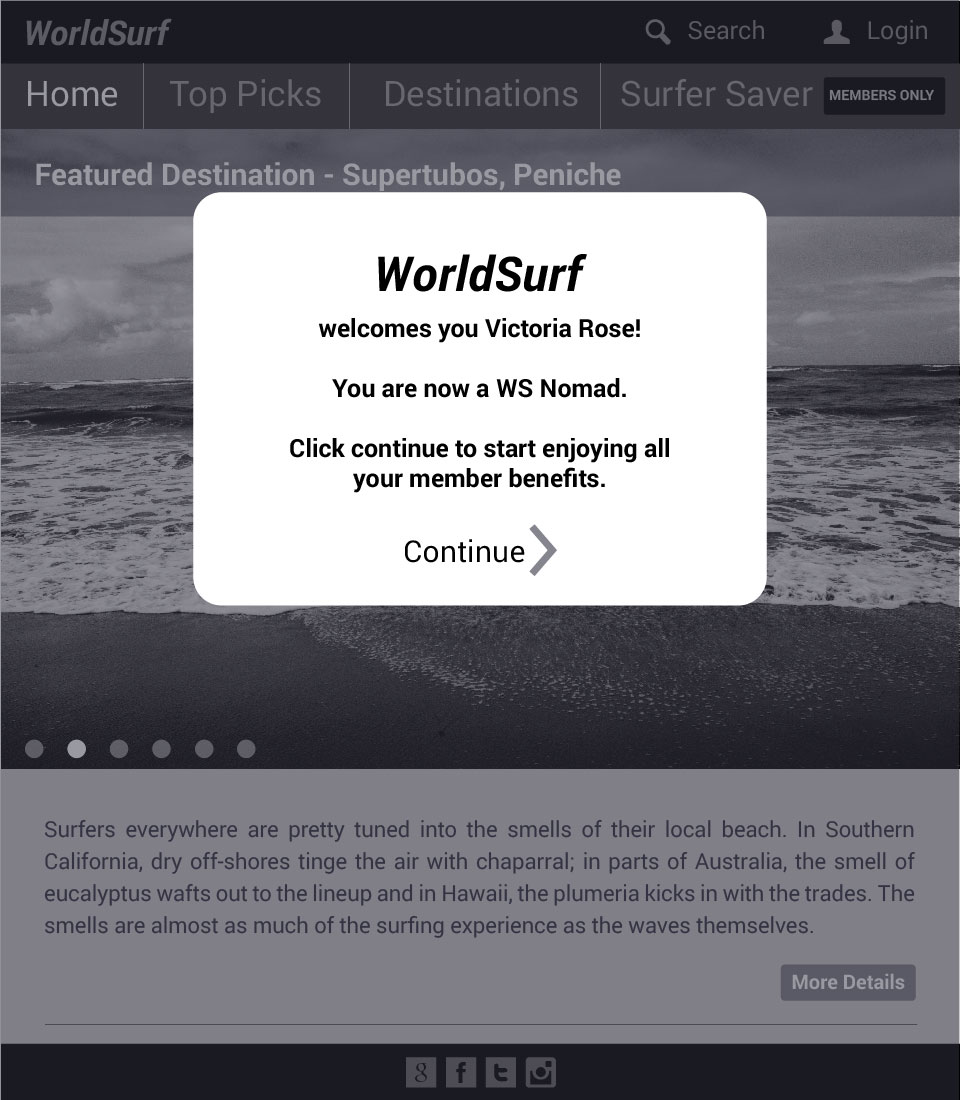 WorldSurf
Search
Login
Home
Top Picks
Destinations
Surfer Saver
MEMBERS ONLY
Featured Destination - Supertubos, Peniche
WorldSurf
welcomes you Victoria Rose!
You are now a WS Nomad.
Click continue to start enjoying all
your member benefits.
Continue
Surfers everywhere are pretty tuned into the smells of their local beach. In Southern
California, dry off-shores tinge the air with chaparral; in parts of Australia, the smell of
eucalyptus wafts out to the lineup and in Hawaii, the plumeria kicks in with the trades. The
smells are almost as much of the surfing experience as the waves themselves.
More Details